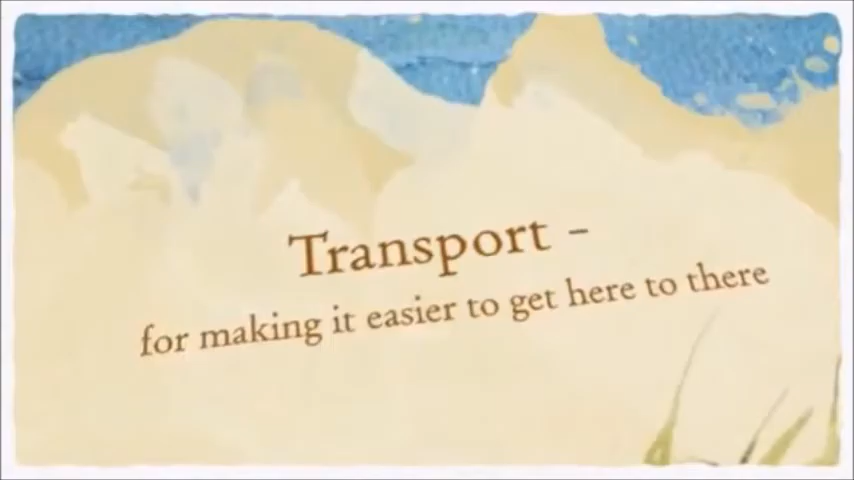 Transport -
for making it easier to get here to there